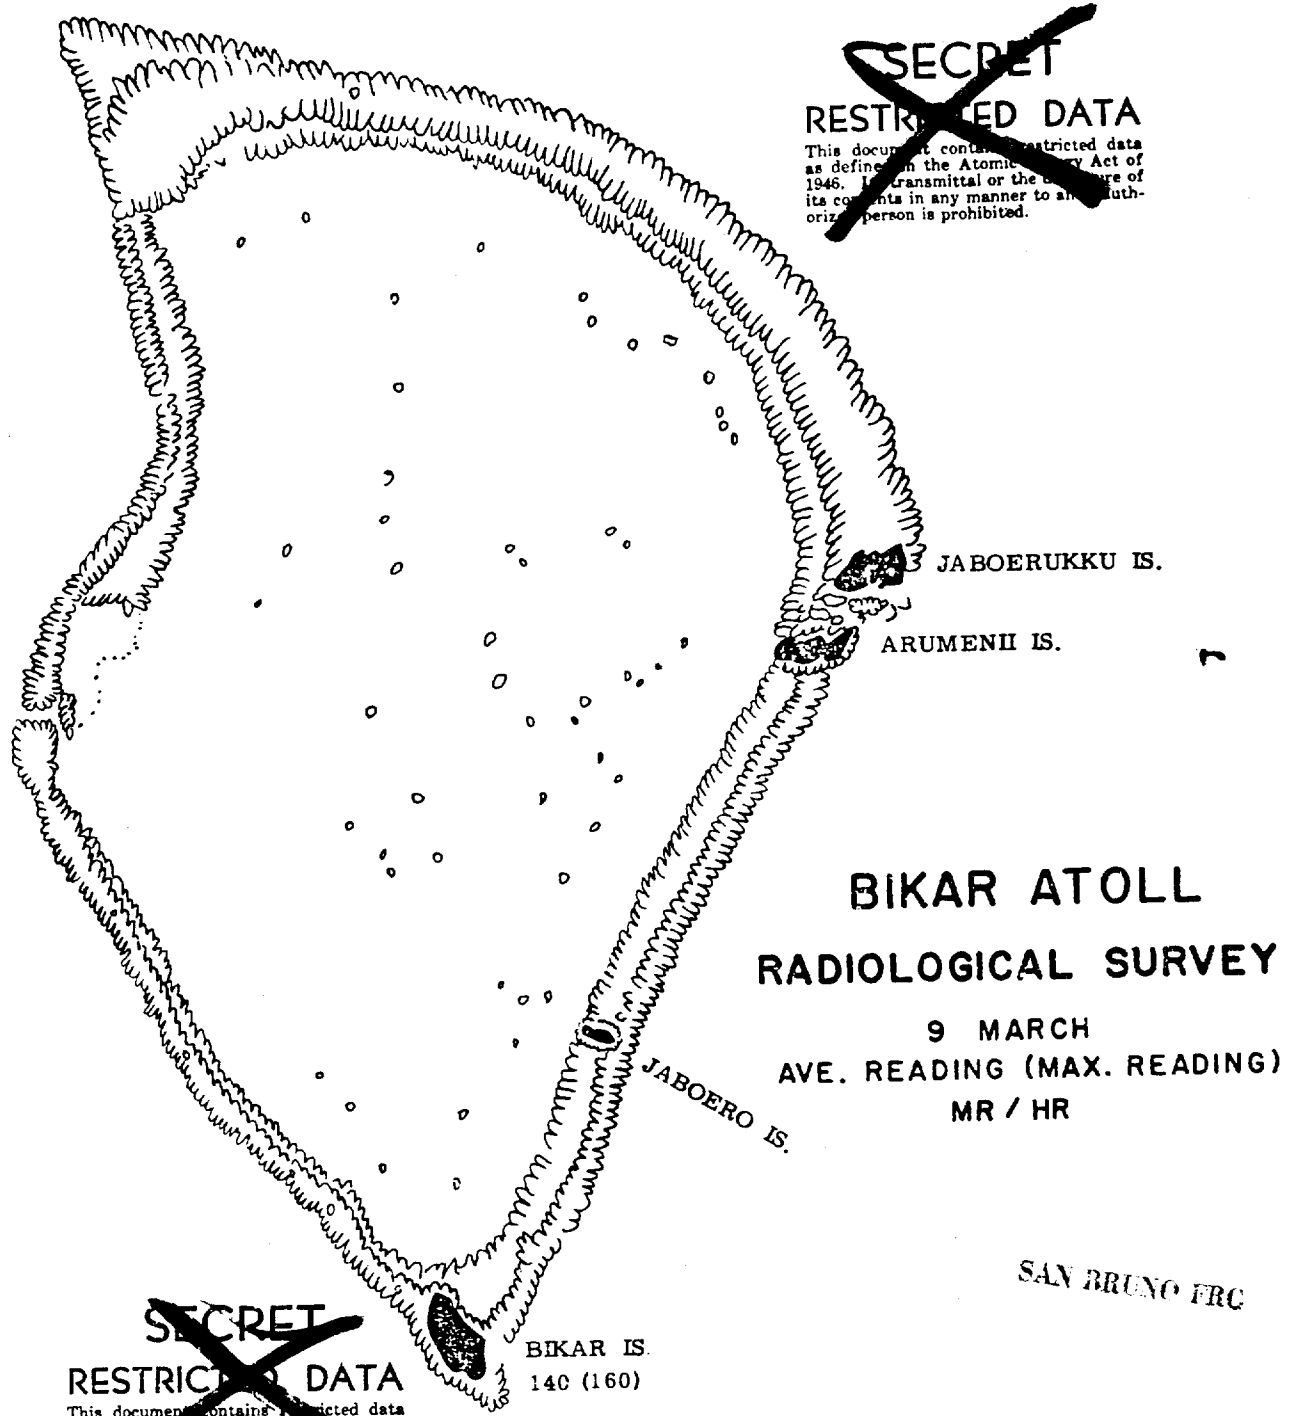 SECRET
RESTRICTED DATA
This document contains restricted data
as defined in the Atomic Energy Act of
1946. Its transmittal or the disclosure of
its contents in any manner to an unauth-
orized person is prohibited.
JABOERUKKU IS.
ARUMENII IS.
BIKAR ATOLL
RADIOLOGICAL SURVEY
9 MARCH
AVE. READING (MAX. READING)
MR / HR
JABOERO IS.
SAN BRUNO FRC
SECRET
RESTRICTED DATA
This document contains restricted data
BIKAR IS.
140 (160)